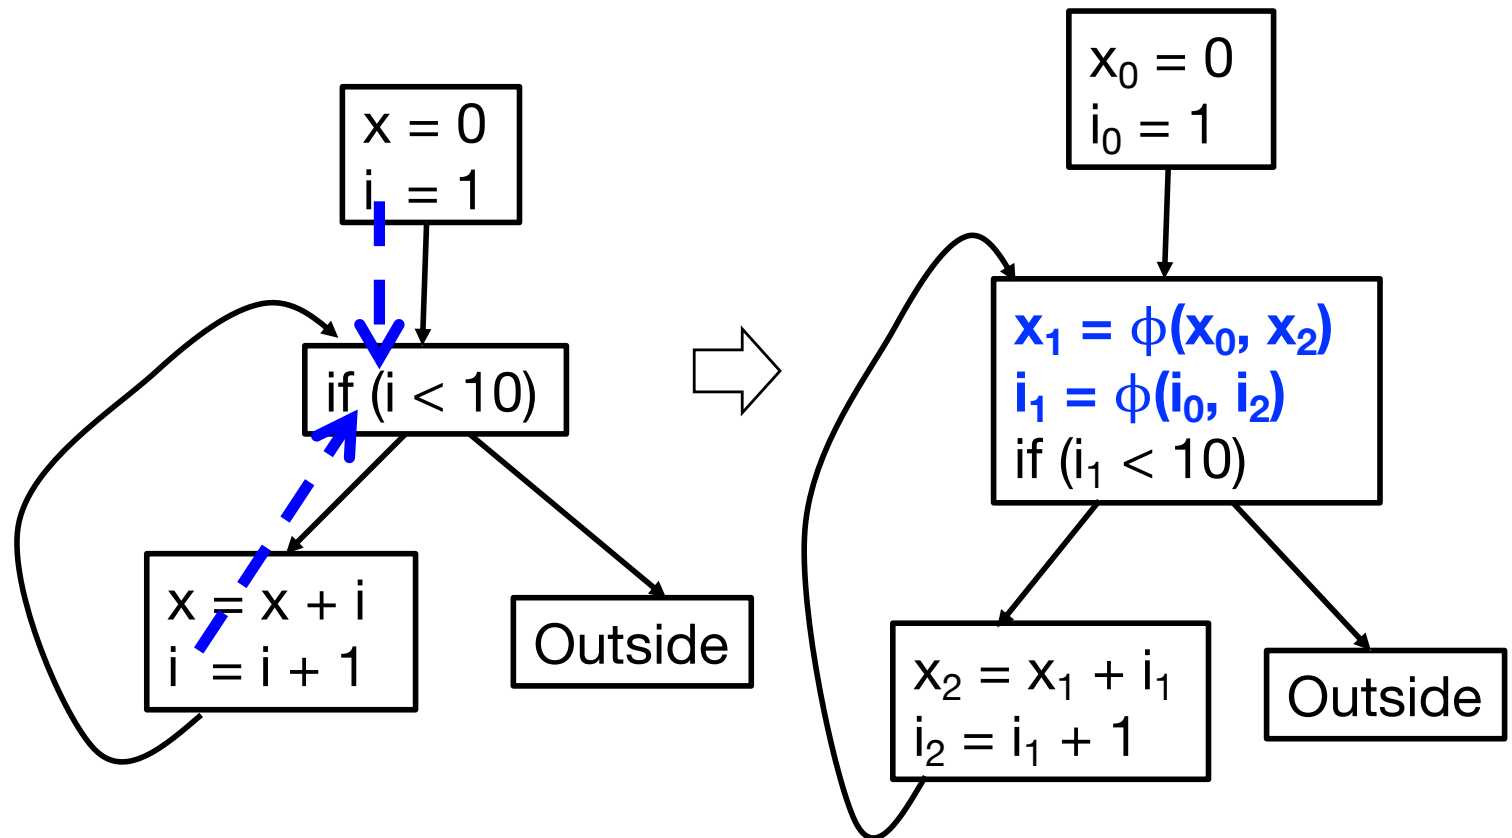 x = 0
i = 1
if (i < 10)
x = x + i
i = i + 1
Outside
x₀ = 0
i₀ = 1
x₁ = ϕ(x₀, x₂)
i₁ = ϕ(i₀, i₂)
if (i₁ < 10)
x₂ = x₁ + i₁
i₂ = i₁ + 1
Outside